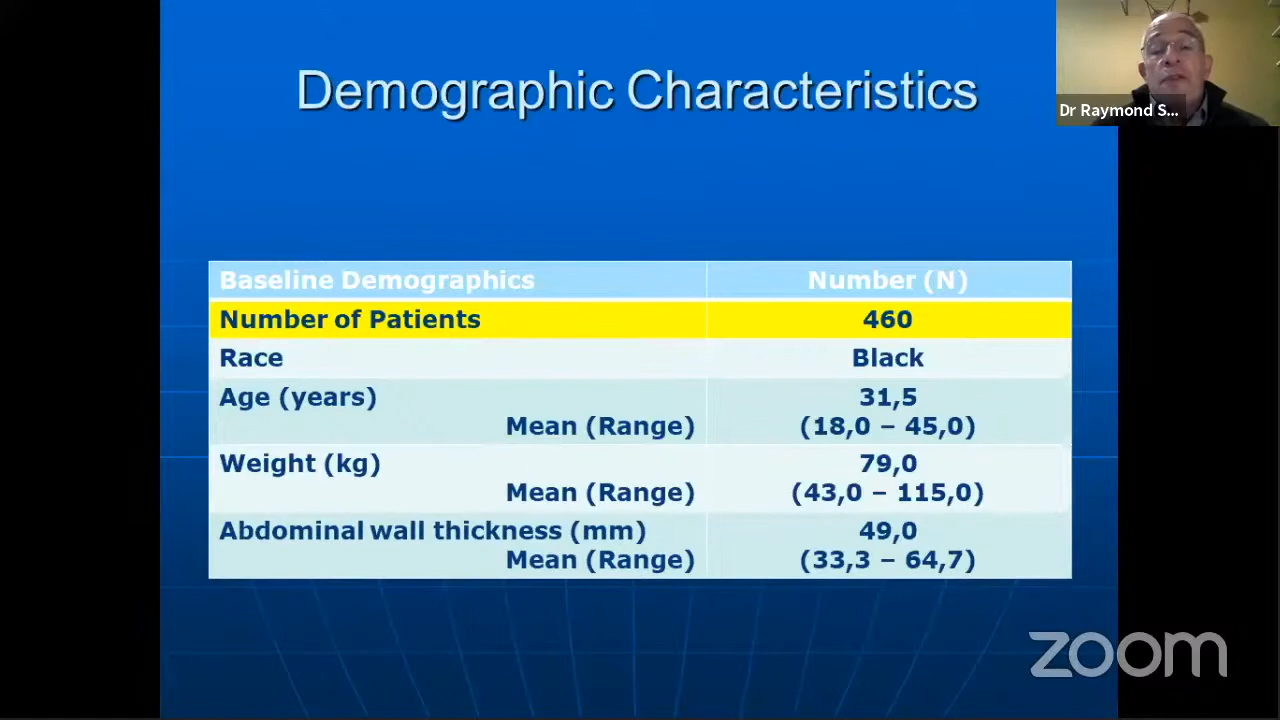 Demographic Characteristics
Dr Raymond S...
Baseline Demographics Number (N)
Number of Patients 460
Race Black
Age (years) 31,5
Mean (Range) (18,0 – 45,0)
Weight (kg) 79,0
Mean (Range) (43,0 – 115,0)
Abdominal wall thickness (mm) 49,0
Mean (Range) (33,3 – 64,7)
zoom